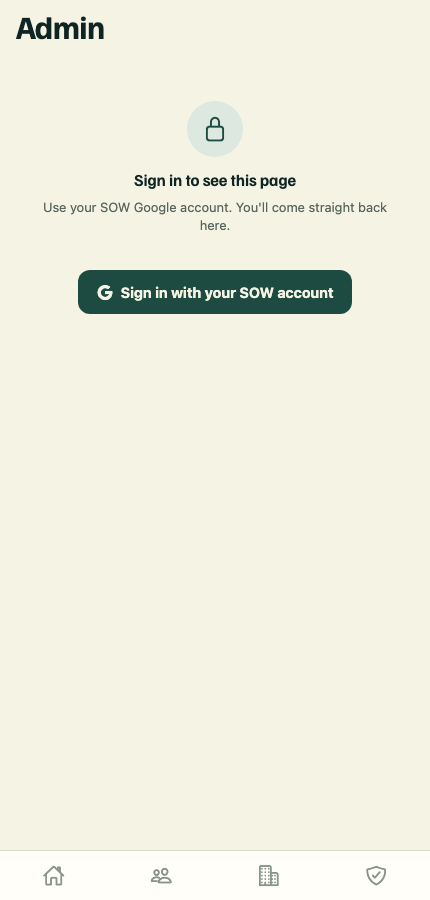 Admin
Sign in to see this page
Use your SOW Google account. You'll come straight back
here.
Sign in with your SOW account